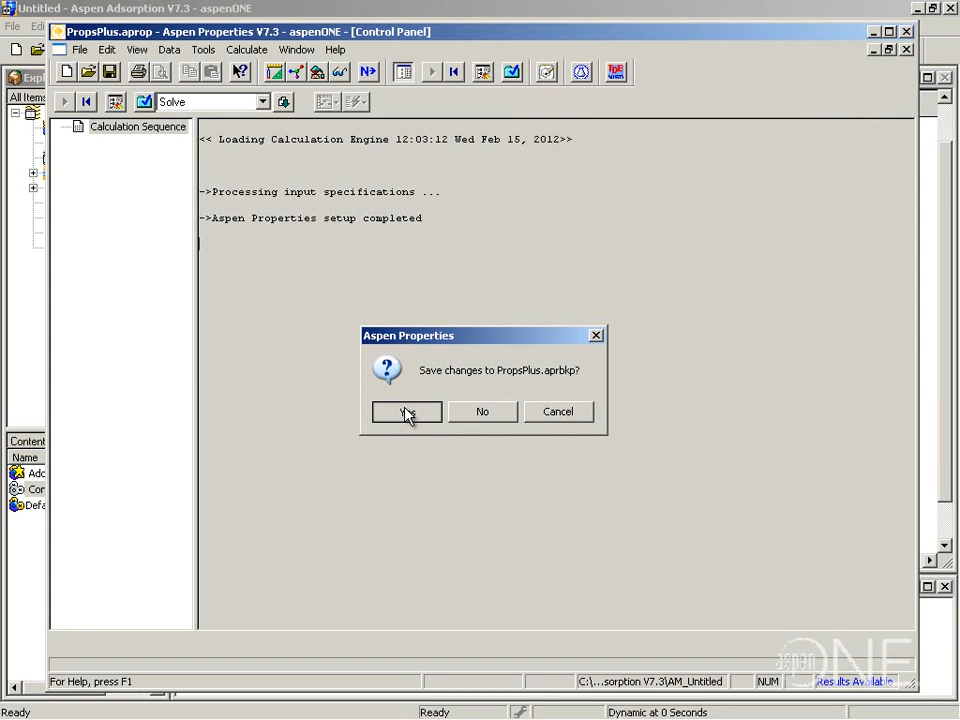 Untitled - Aspen Adsorption V7.3 - aspenONE
File
PropsPlus.aprop - Aspen Properties V7.3 - aspenONE - [Control Panel]
File Edit View Data Tools Calculate Window Help
N>
All Items
Solve
Calculation Sequence
<< Loading Calculation Engine 12:03:12 Wed Feb 15, 2012>>
->Processing input specifications ...
->Aspen Properties setup completed
Aspen Properties
Save changes to PropsPlus.aprbkp?
Yes No Cancel
Content
Name
aspenONE
For Help, press F1
C:\...sorption V7.3\AM_Untitled
NUM
Results Available
Ready
Ready
Dynamic at 0 Seconds